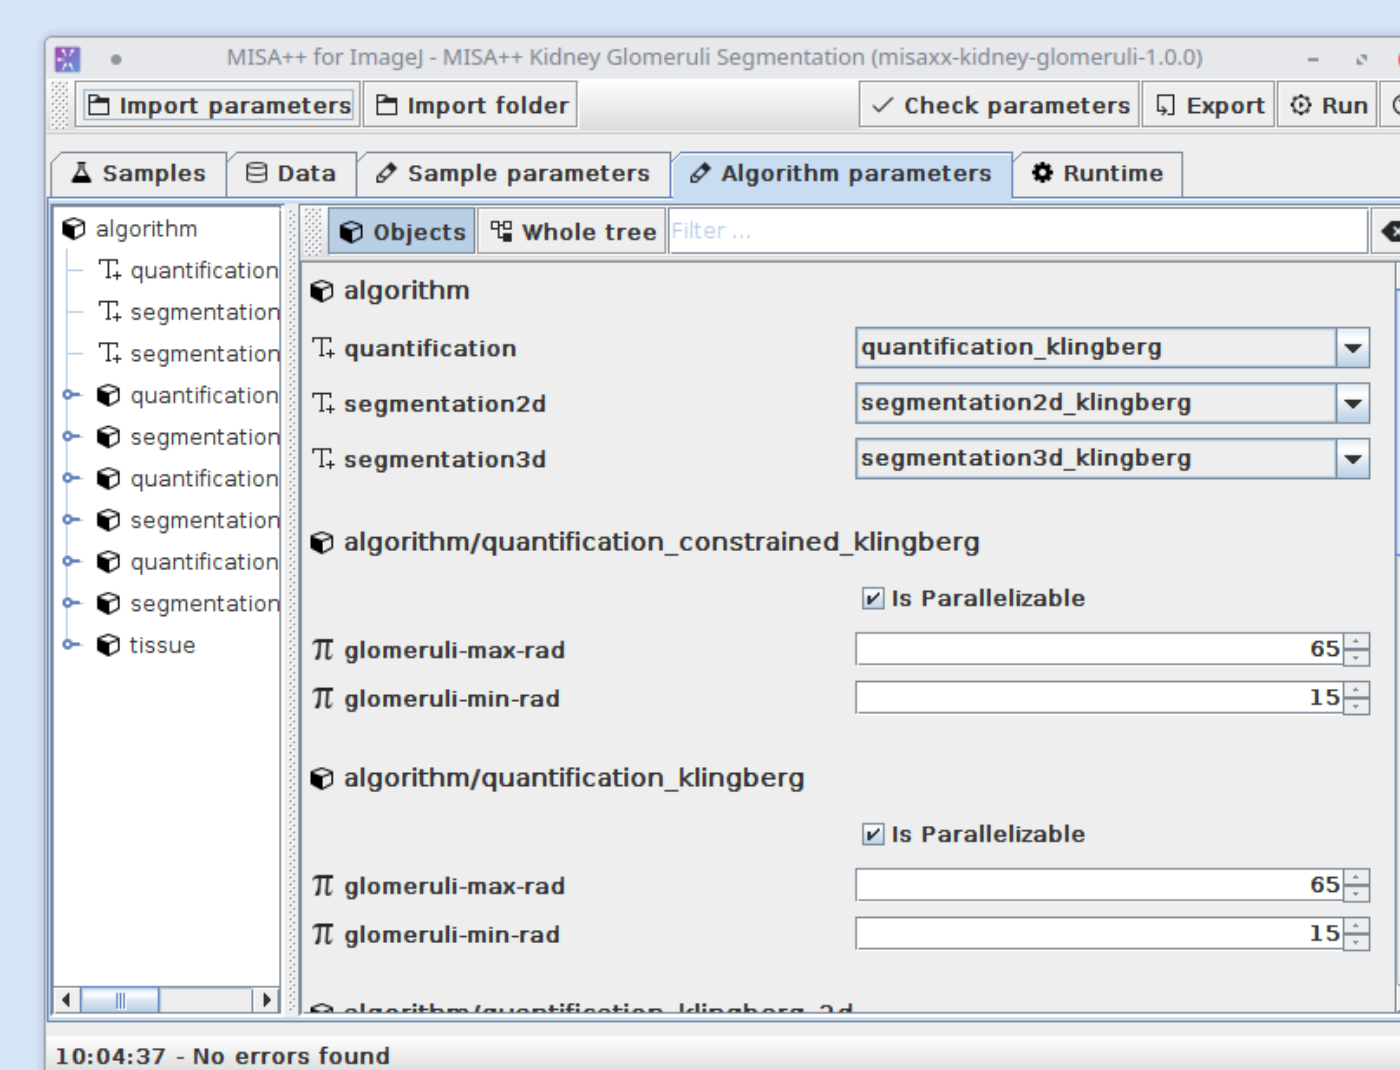 MISA++ for ImageJ - MISA++ Kidney Glomeruli Segmentation (misaxx-kidney-glomeruli-1.0.0)
Import parameters Import folder Check parameters Export Run
Samples Data Sample parameters Algorithm parameters Runtime
algorithm
quantification
segmentation
segmentation
quantification
segmentation
quantification
segmentation
quantification
segmentation
tissue
Objects Whole tree Filter ...
algorithm
quantification quantification_klingberg
segmentation2d segmentation2d_klingberg
segmentation3d segmentation3d_klingberg
algorithm/quantification_constrained_klingberg
Is Parallelizable
glomeruli-max-rad 65
glomeruli-min-rad 15
algorithm/quantification_klingberg
Is Parallelizable
glomeruli-max-rad 65
glomeruli-min-rad 15
algorithm/quantification_klingberg_2d
10:04:37 - No errors found